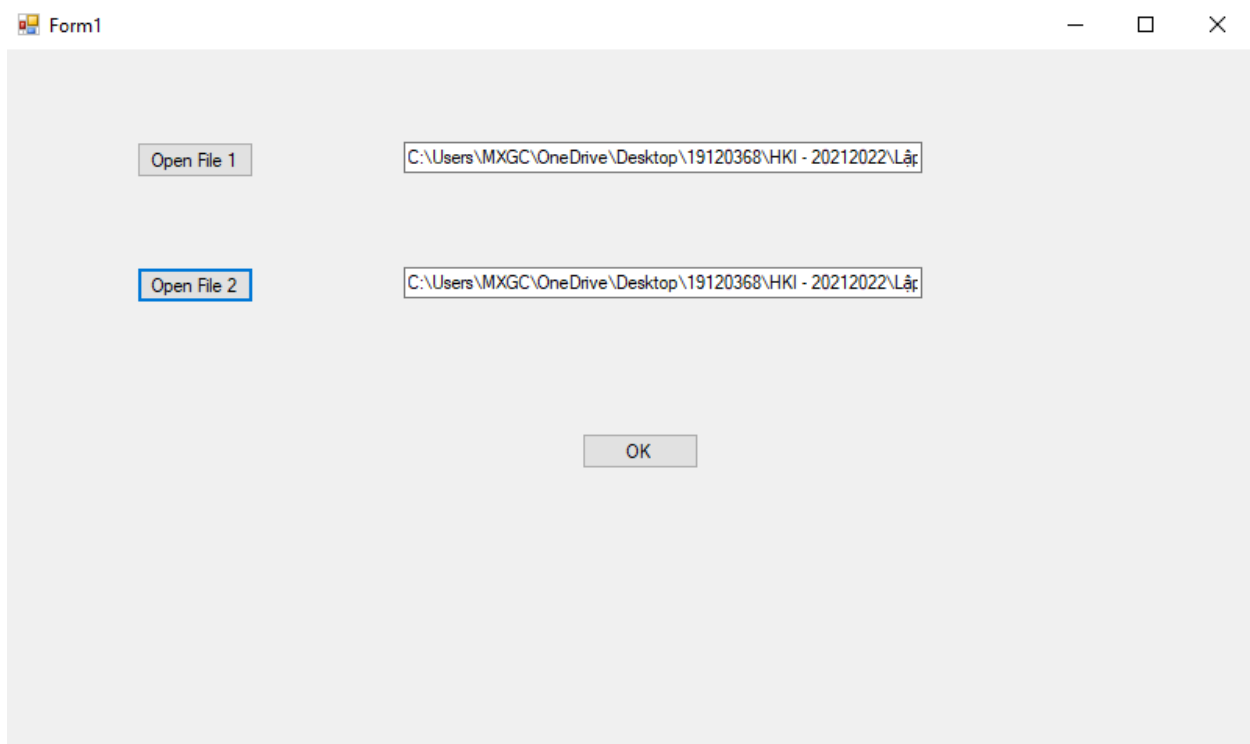 Form1
Open File 1 C:\Users\MXGC\OneDrive\Desktop\19120368\HKI - 20212022\Lập
Open File 2 C:\Users\MXGC\OneDrive\Desktop\19120368\HKI - 20212022\Lập
OK